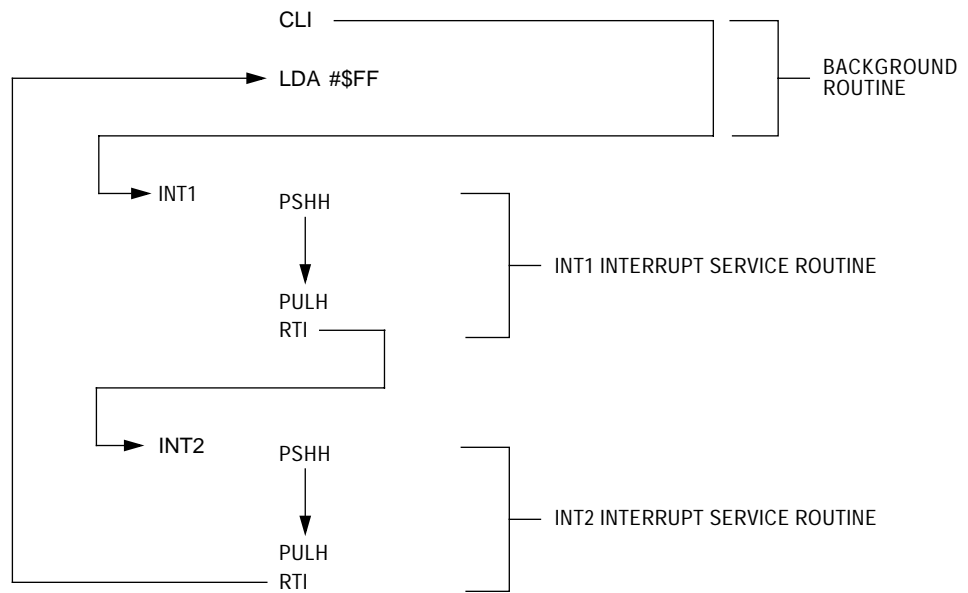 CLI
LDA #$FF
BACKGROUND
ROUTINE
INT1
PSHH
INT1 INTERRUPT SERVICE ROUTINE
PULH
RTI
INT2
PSHH
INT2 INTERRUPT SERVICE ROUTINE
PULH
RTI